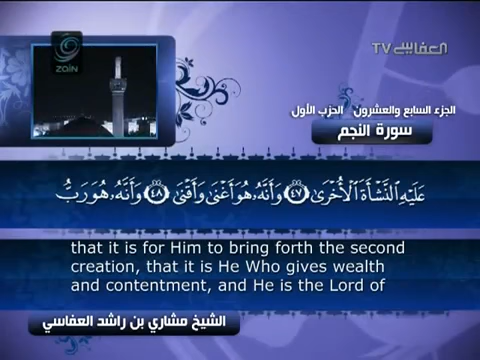 ZAIN
العفاسي TV
الجزء السابع والعشرون الحزب الأول
سورة النجم
عَلَيْهِ النَّشْأَةَ الْأُخْرَىٰ ٤٧ وَأَنَّهُ هُوَ أَغْنَىٰ وَأَقْنَىٰ ٤٨ وَأَنَّهُ هُوَ رَبُّ
that it is for Him to bring forth the second
creation, that it is He Who gives wealth
and contentment, and He is the Lord of
الشيخ مشاري بن راشد العفاسي